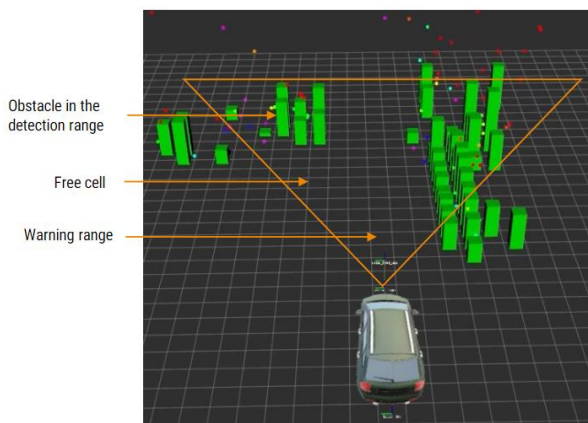 Obstacle in the
detection range
Free cell
Warning range